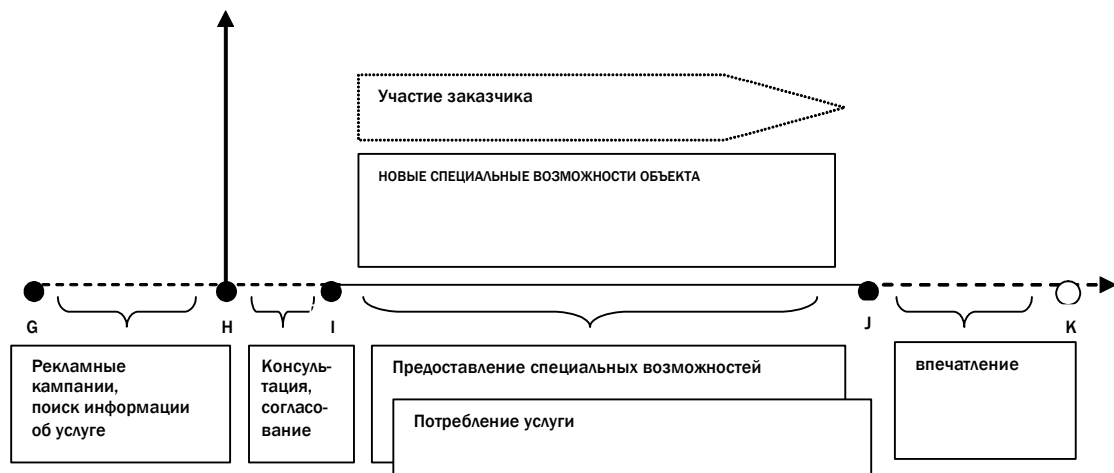 Участие заказчика
НОВЫЕ СПЕЦИАЛЬНЫЕ ВОЗМОЖНОСТИ ОБЪЕКТА
G
H
I
J
K
Рекламные
кампании,
поиск информации
об услуге
Консуль-
тация,
согласо-
вание
Предоставление специальных возможностей
Потребление услуги
впечатление